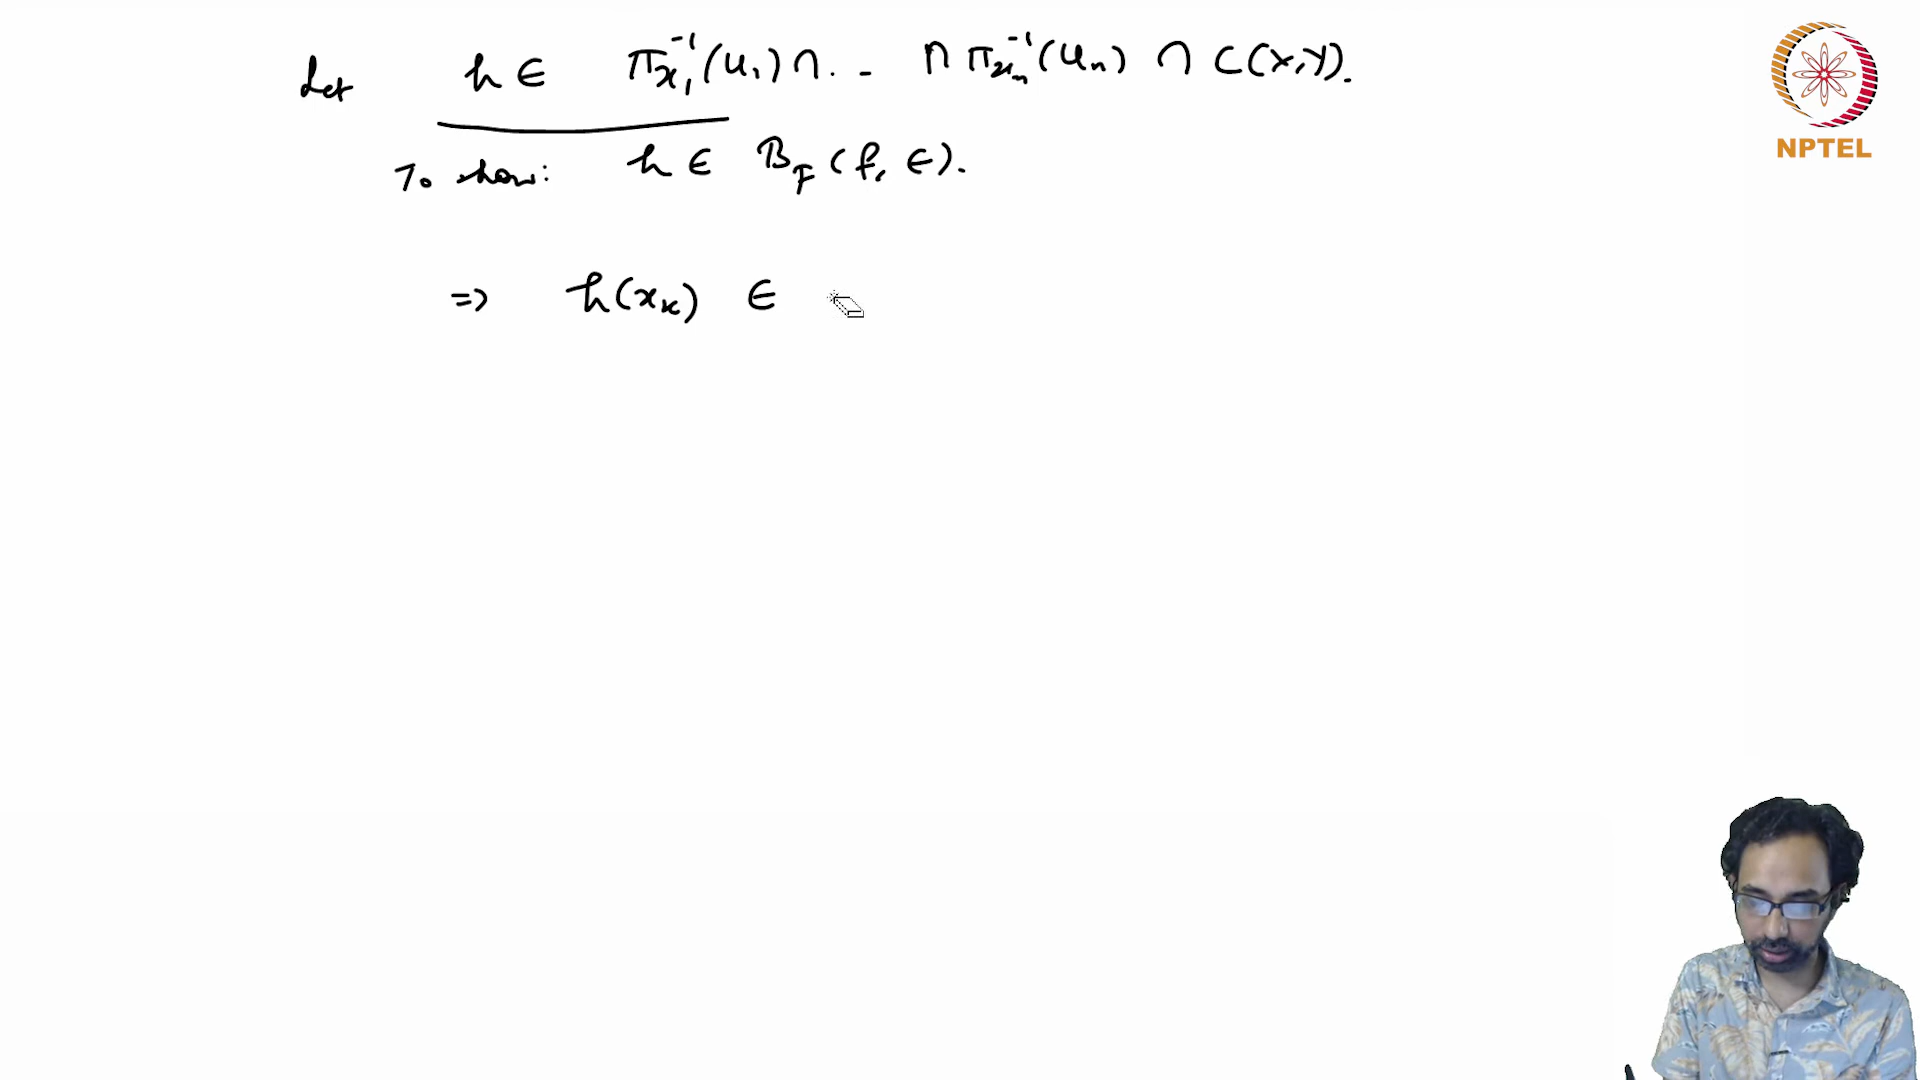 Let h ∈ π_{x_1}^{-1}(U_1) ∩ .. ∩ π_{x_n}^{-1}(U_n) ∩ C(X,Y).
To show: h ∈ B_F(f, ∈).
=> h(x_k) ∈
NPTEL